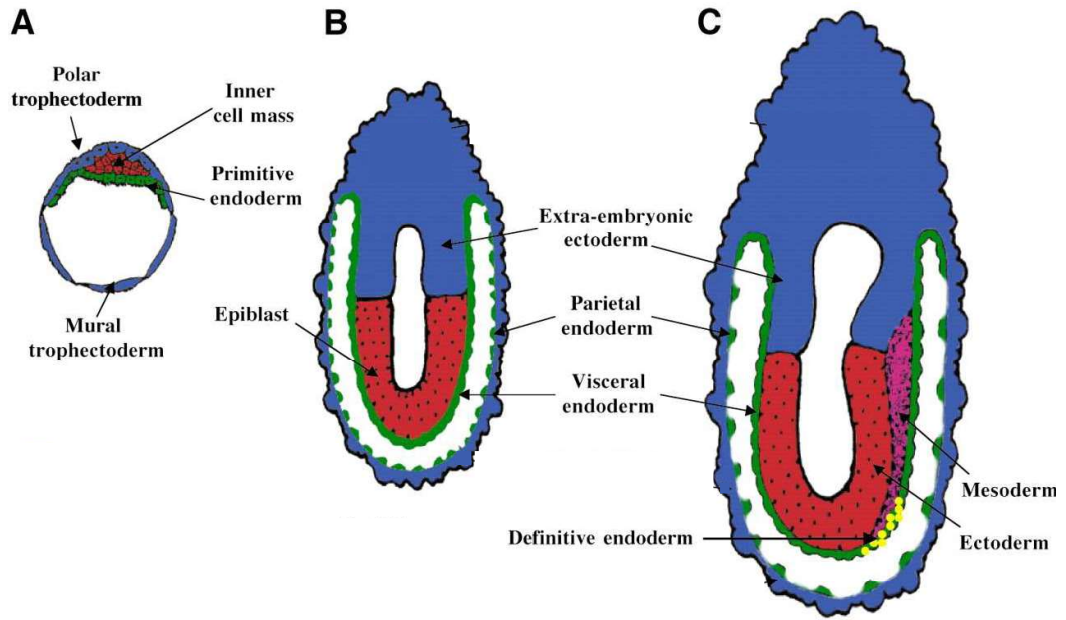 A
Polar
trophectoderm
Inner
cell mass
Primitive
endoderm
Mural
trophectoderm
B
Epiblast
Extra-embryonic
ectoderm
Parietal
endoderm
Visceral
endoderm
Definitive endoderm
C
Mesoderm
Ectoderm